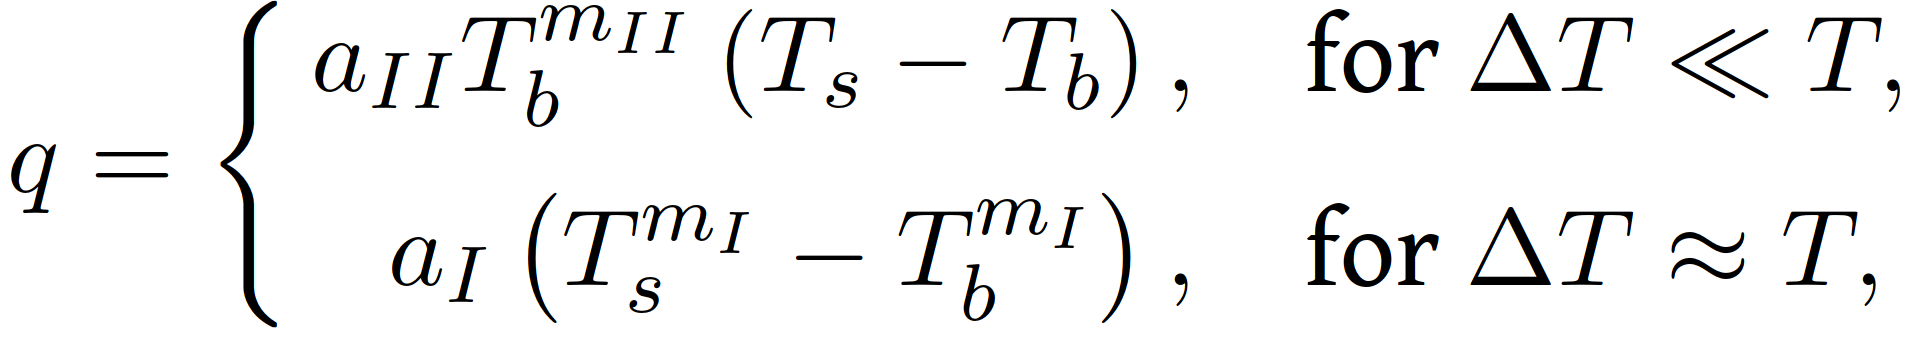 q = { a_{II} T_b^{m_{II}} (T_s − T_b) , for ΔT ≪ T,
a_I (T_s^{m_I} − T_b^{m_I}) , for ΔT ≈ T,